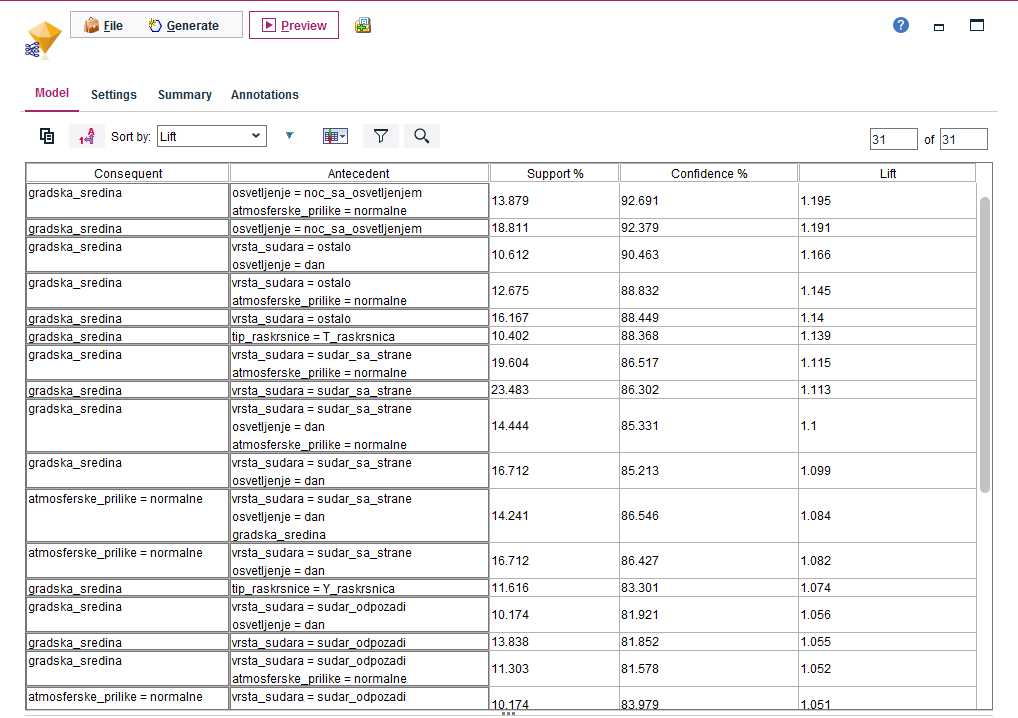 File Generate Preview
Model Settings Summary Annotations
Sort by: Lift 31 of 31
Consequent Antecedent Support % Confidence % Lift
gradska_sredina osvetljenje = noc_sa_osvetljenjem
atmosferske_prilike = normalne 13.879 92.691 1.195
gradska_sredina osvetljenje = noc_sa_osvetljenjem 18.811 92.379 1.191
gradska_sredina vrsta_sudara = ostalo
osvetljenje = dan 10.612 90.463 1.166
gradska_sredina vrsta_sudara = ostalo
atmosferske_prilike = normalne 12.675 88.832 1.145
gradska_sredina vrsta_sudara = ostalo 16.167 88.449 1.14
gradska_sredina tip_raskrsnice = T_raskrsnica 10.402 88.368 1.139
gradska_sredina vrsta_sudara = sudar_sa_strane
atmosferske_prilike = normalne 19.604 86.517 1.115
gradska_sredina vrsta_sudara = sudar_sa_strane 23.483 86.302 1.113
gradska_sredina vrsta_sudara = sudar_sa_strane
osvetljenje = dan 14.444 85.331 1.1
atmosferske_prilike = normalne
gradska_sredina vrsta_sudara = sudar_sa_strane
osvetljenje = dan 16.712 85.213 1.099
atmosferske_prilike = normalne vrsta_sudara = sudar_sa_strane
osvetljenje = dan 14.241 86.546 1.084
gradska_sredina
atmosferske_prilike = normalne vrsta_sudara = sudar_sa_strane
osvetljenje = dan 16.712 86.427 1.082
gradska_sredina tip_raskrsnice = Y_raskrsnica 11.616 83.301 1.074
gradska_sredina vrsta_sudara = sudar_odpozadi
osvetljenje = dan 10.174 81.921 1.056
gradska_sredina vrsta_sudara = sudar_odpozadi 13.838 81.852 1.055
gradska_sredina vrsta_sudara = sudar_odpozadi
atmosferske_prilike = normalne 11.303 81.578 1.052
atmosferske_prilike = normalne vrsta_sudara = sudar_odpozadi
10.174 83.979 1.051